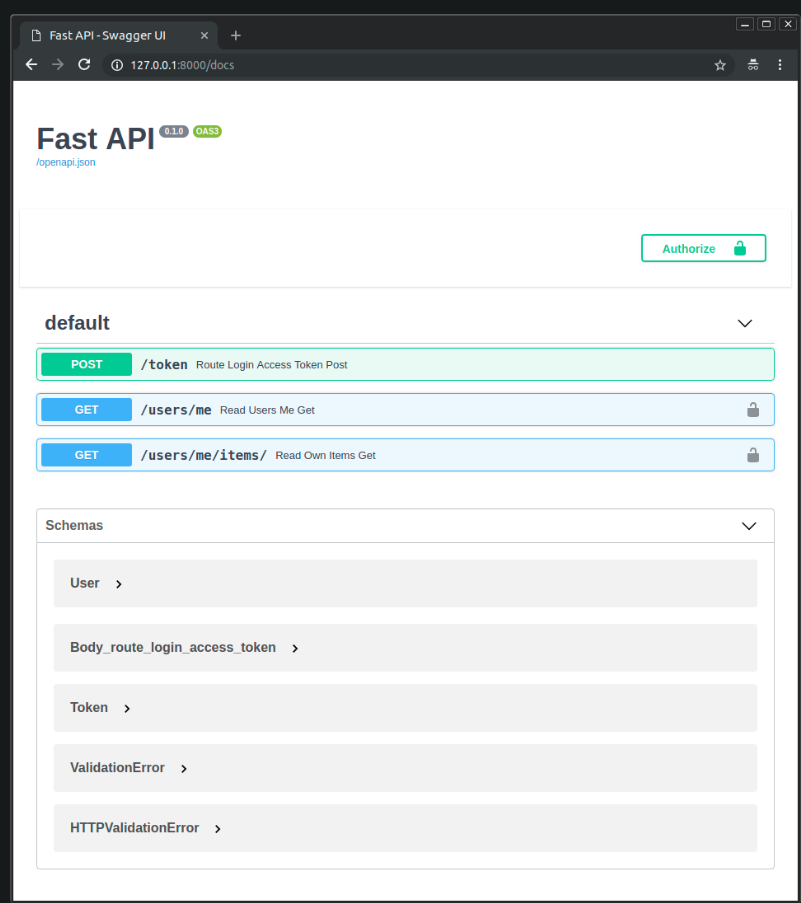 Fast API - Swagger UI
127.0.0.1:8000/docs
Fast API 0.1.0 OAS3
/openapi.json
Authorize
default
POST /token Route Login Access Token Post
GET /users/me Read Users Me Get
GET /users/me/items/ Read Own Items Get
Schemas
User
Body_route_login_access_token
Token
ValidationError
HTTPValidationError